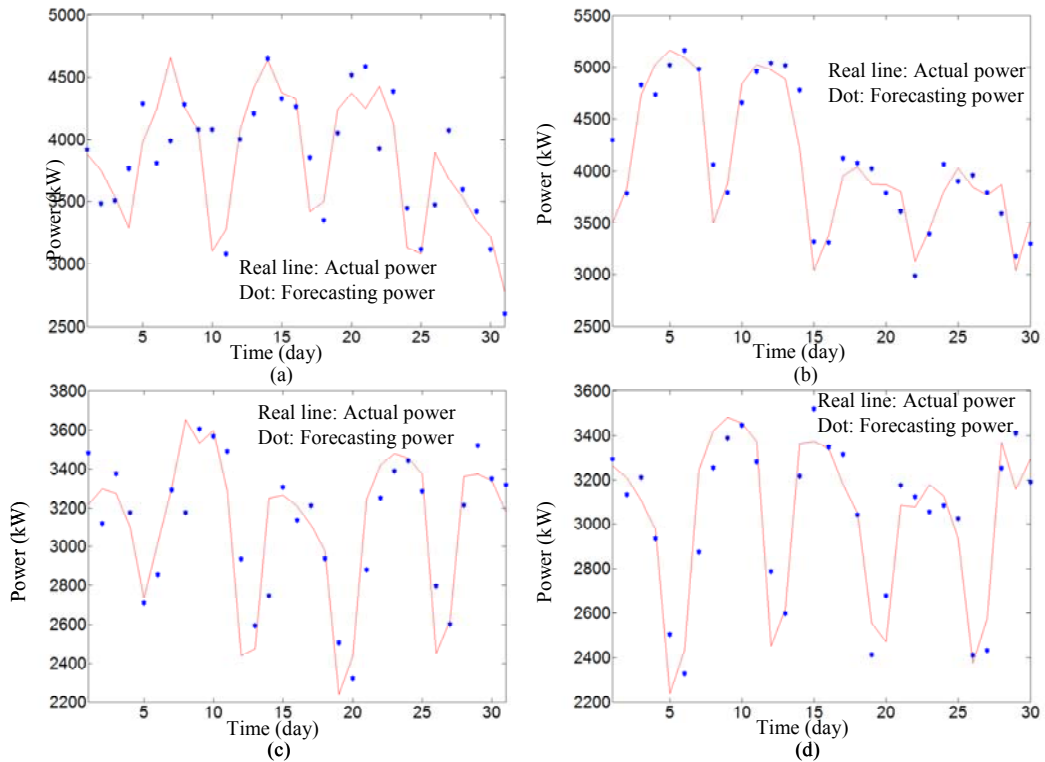 5000
4500
4000
3500
3000
2500
Power (kW)
Real line: Actual power
Dot: Forecasting power
5 10 15 20 25 30
Time (day)
(a)
5500
5000
4500
4000
3500
3000
2500
Power (kW)
Real line: Actual power
Dot: Forecasting power
5 10 15 20 25 30
Time (day)
(b)
3800
3600
3400
3200
3000
2800
2600
2400
2200
Power (kW)
Real line: Actual power
Dot: Forecasting power
5 10 15 20 25 30
Time (day)
(c)
3600
3400
3200
3000
2800
2600
2400
2200
Power (kW)
Real line: Actual power
Dot: Forecasting power
5 10 15 20 25 30
Time (day)
(d)